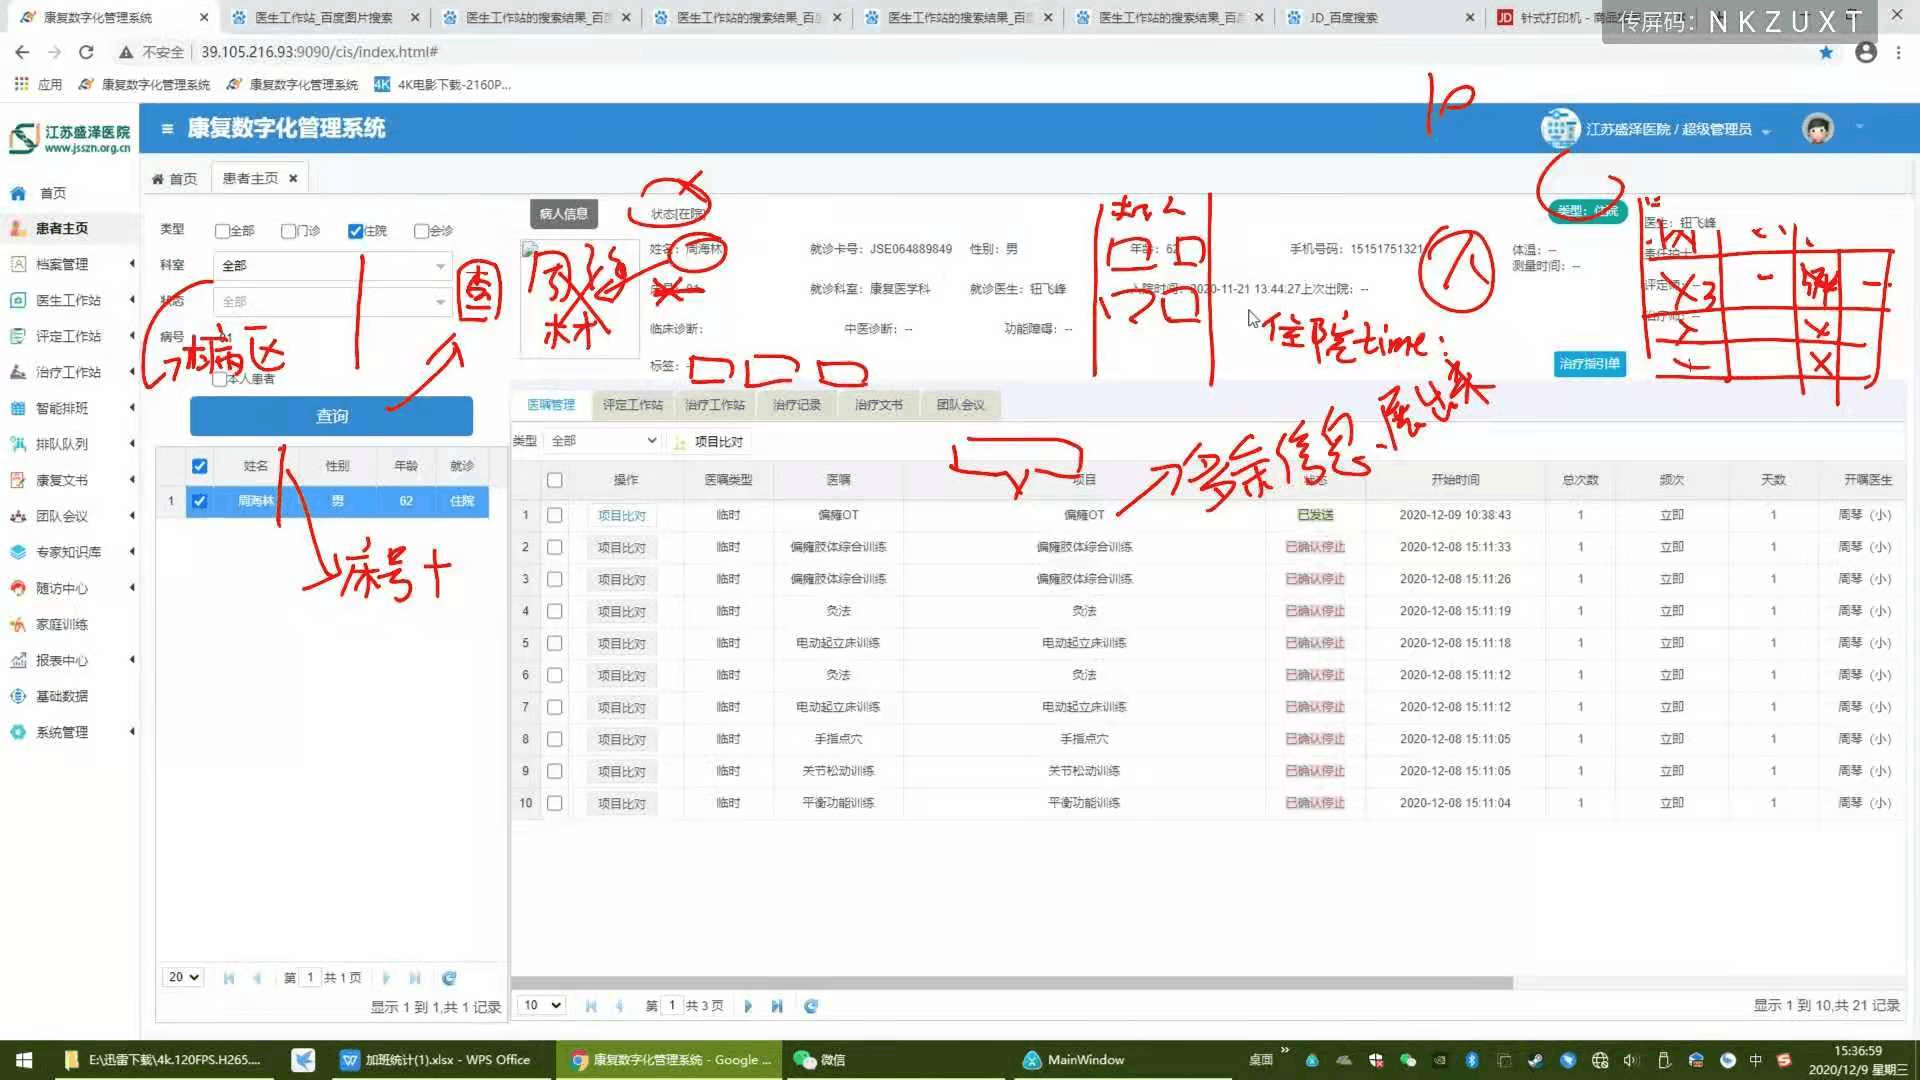 康复数字化管理系统
医生工作站_百度图片搜索
医生工作站的搜索结果_百度
医生工作站的搜索结果_百度
医生工作站的搜索结果_百度
医生工作站的搜索结果_百度
JD_百度搜索
JD 针式打印机 - 商品
传屏码：NKZUXT
不安全 39.105.216.93:9090/cis/index.html#
应用 康复数字化管理系统 康复数字化管理系统 4K 4K电影下载-2160P...
江苏盛泽医院
www.jsszn.org.cn
康复数字化管理系统
江苏盛泽医院 / 超级管理员
首页
患者主页
档案管理
医生工作站
评定工作站
治疗工作站
智能排班
排队队列
康复文书
团队会议
专家知识库
随访中心
家庭训练
报表中心
基础数据
系统管理
首页 患者主页
类型 全部 门诊 住院 会诊
科室 全部
状态 全部
病号
本人患者
查询
姓名 性别 年龄 就诊
1 周海林 男 62 住院
20 第 1 共1页
显示 1 到 1,共 1 记录
病人信息 状态[在院]
类型：住院
姓名：周海林 就诊卡号：JSE064889849 性别：男 年龄：62 手机号码：15151751321 体温：--
测量时间：--
医生：钮飞峰
就诊科室：康复医学科 就诊医生：钮飞峰 入院时间：2020-11-21 13:44:27 上次出院：--
临床诊断： 中医诊断：-- 功能障碍：--
标签：
治疗指引单
病区
查
床号+
住院time：
多余信息、展出来
医嘱管理 评定工作站 治疗工作站 治疗记录 治疗文书 团队会议
类型 全部 项目比对
操作 医嘱类型 医嘱 项目 状态 开始时间 总次数 频次 天数 开嘱医生
1 项目比对 临时 偏瘫OT 偏瘫OT 已发送 2020-12-09 10:38:43 1 立即 1 周琴（小）
2 项目比对 临时 偏瘫肢体综合训练 偏瘫肢体综合训练 已确认停止 2020-12-08 15:11:33 1 立即 1 周琴（小）
3 项目比对 临时 偏瘫肢体综合训练 偏瘫肢体综合训练 已确认停止 2020-12-08 15:11:26 1 立即 1 周琴（小）
4 项目比对 临时 灸法 灸法 已确认停止 2020-12-08 15:11:19 1 立即 1 周琴（小）
5 项目比对 临时 电动起立床训练 电动起立床训练 已确认停止 2020-12-08 15:11:18 1 立即 1 周琴（小）
6 项目比对 临时 灸法 灸法 已确认停止 2020-12-08 15:11:12 1 立即 1 周琴（小）
7 项目比对 临时 电动起立床训练 电动起立床训练 已确认停止 2020-12-08 15:11:12 1 立即 1 周琴（小）
8 项目比对 临时 手指点穴 手指点穴 已确认停止 2020-12-08 15:11:05 1 立即 1 周琴（小）
9 项目比对 临时 关节松动训练 关节松动训练 已确认停止 2020-12-08 15:11:05 1 立即 1 周琴（小）
10 项目比对 临时 平衡功能训练 平衡功能训练 已确认停止 2020-12-08 15:11:04 1 立即 1 周琴（小）
10 第 1 共3页
显示 1 到 10,共 21 记录
E:\迅雷下载\4k.120FPS.H265....
加班统计(1).xlsx - WPS Office
康复数字化管理系统 - Google ...
微信
MainWindow
桌面
中
15:36:59
2020/12/9 星期三